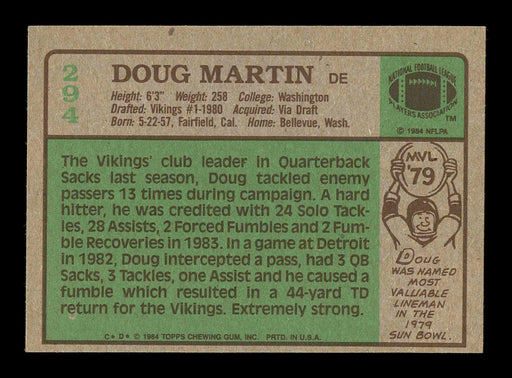 294
DOUG MARTIN DE
Height: 6'3" Weight: 258 College: Washington
Drafted: Vikings #1-1980 Acquired: Via Draft
Born: 5-22-57, Fairfield, Cal. Home: Bellevue, Wash.
NATIONAL FOOTBALL LEAGUE
PLAYERS ASSOCIATION
TM
© 1984 NFLPA
The Vikings' club leader in Quarterback
Sacks last season, Doug tackled enemy
passers 13 times during campaign. A hard
hitter, he was credited with 24 Solo Tack-
les, 28 Assists, 2 Forced Fumbles and 2 Fum-
ble Recoveries in 1983. In a game at Detroit
in 1982, Doug intercepted a pass, had 3 QB
Sacks, 3 Tackles, one Assist and he caused a
fumble which resulted in a 44-yard TD
return for the Vikings. Extremely strong.
MVL
'79
DOUG
WAS NAMED
MOST
VALUABLE
LINEMAN
IN THE
1979
SUN BOWL.
C* D* © 1984 TOPPS CHEWING GUM, INC. PRTD. IN U.S.A.